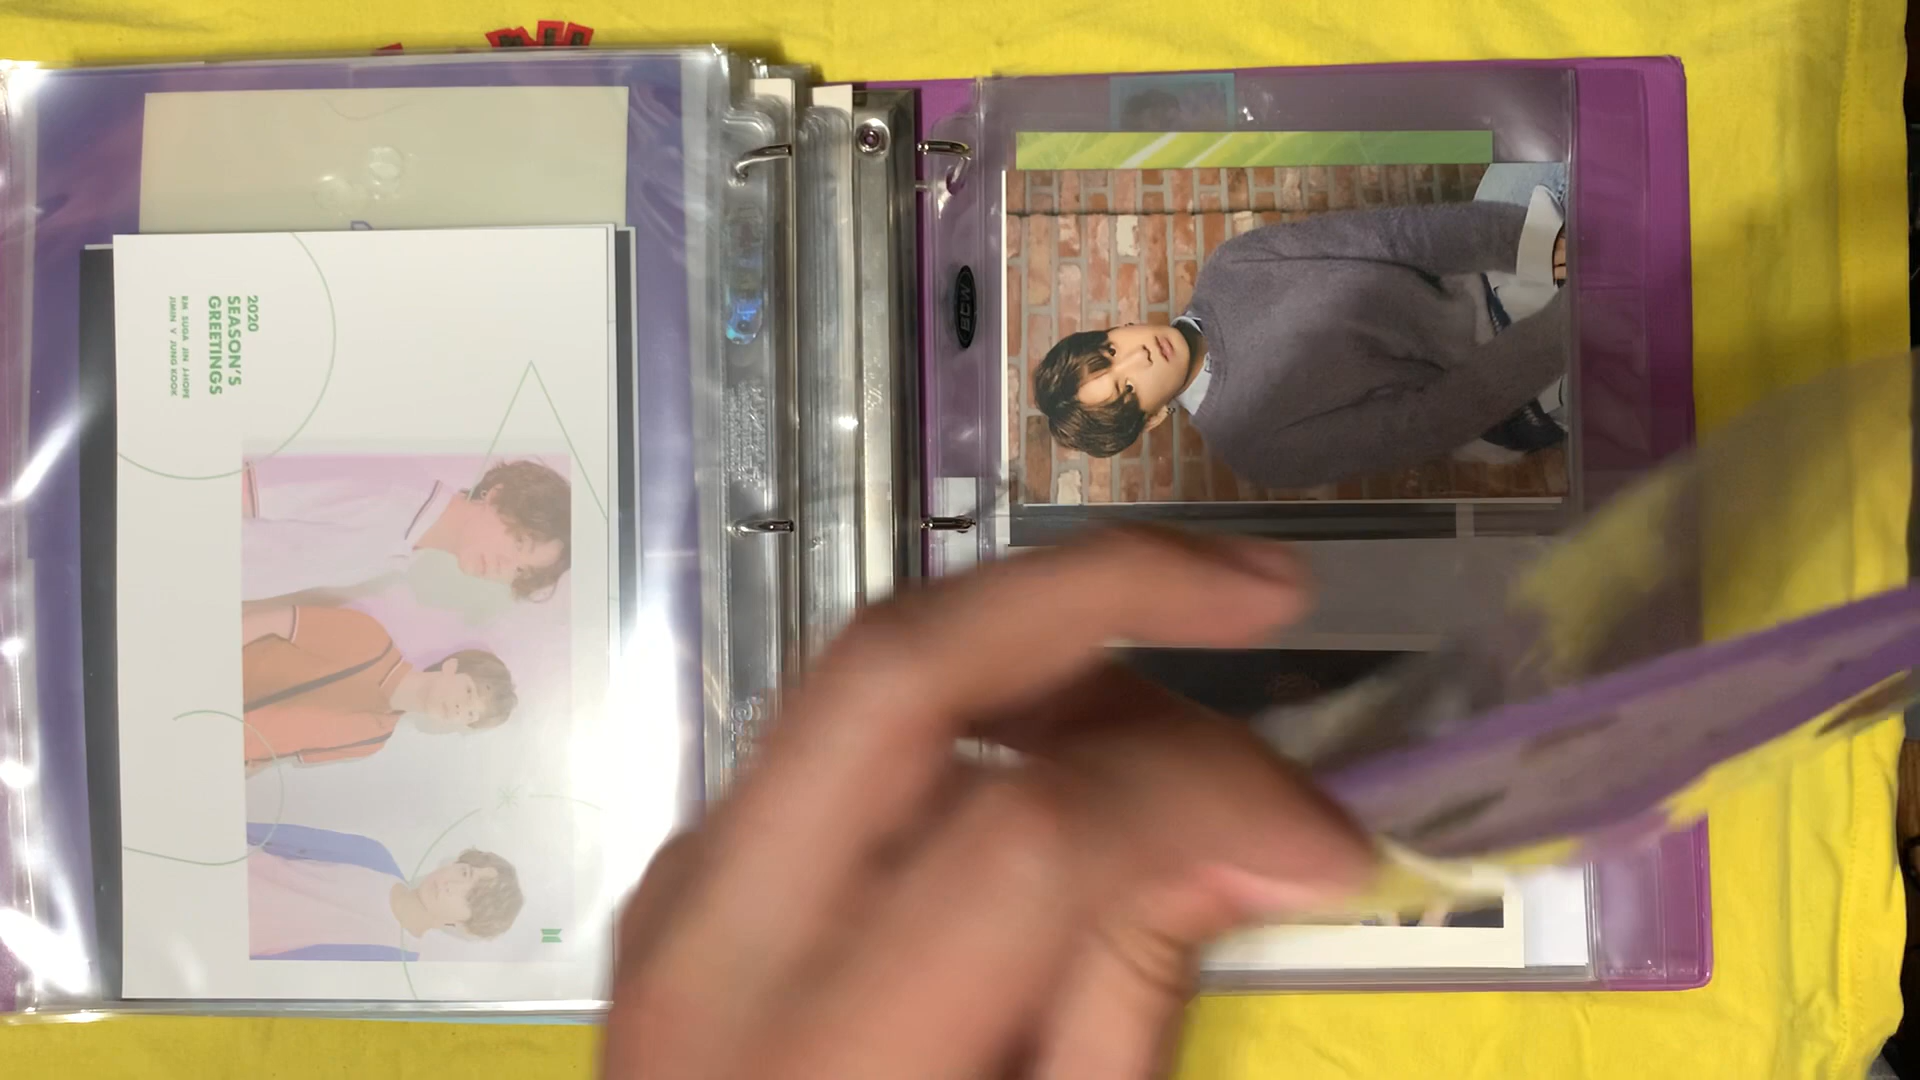 2020
SEASON'S
GREETINGS
RM SUGA JIN J-HOPE
JIMIN V JUNG KOOK